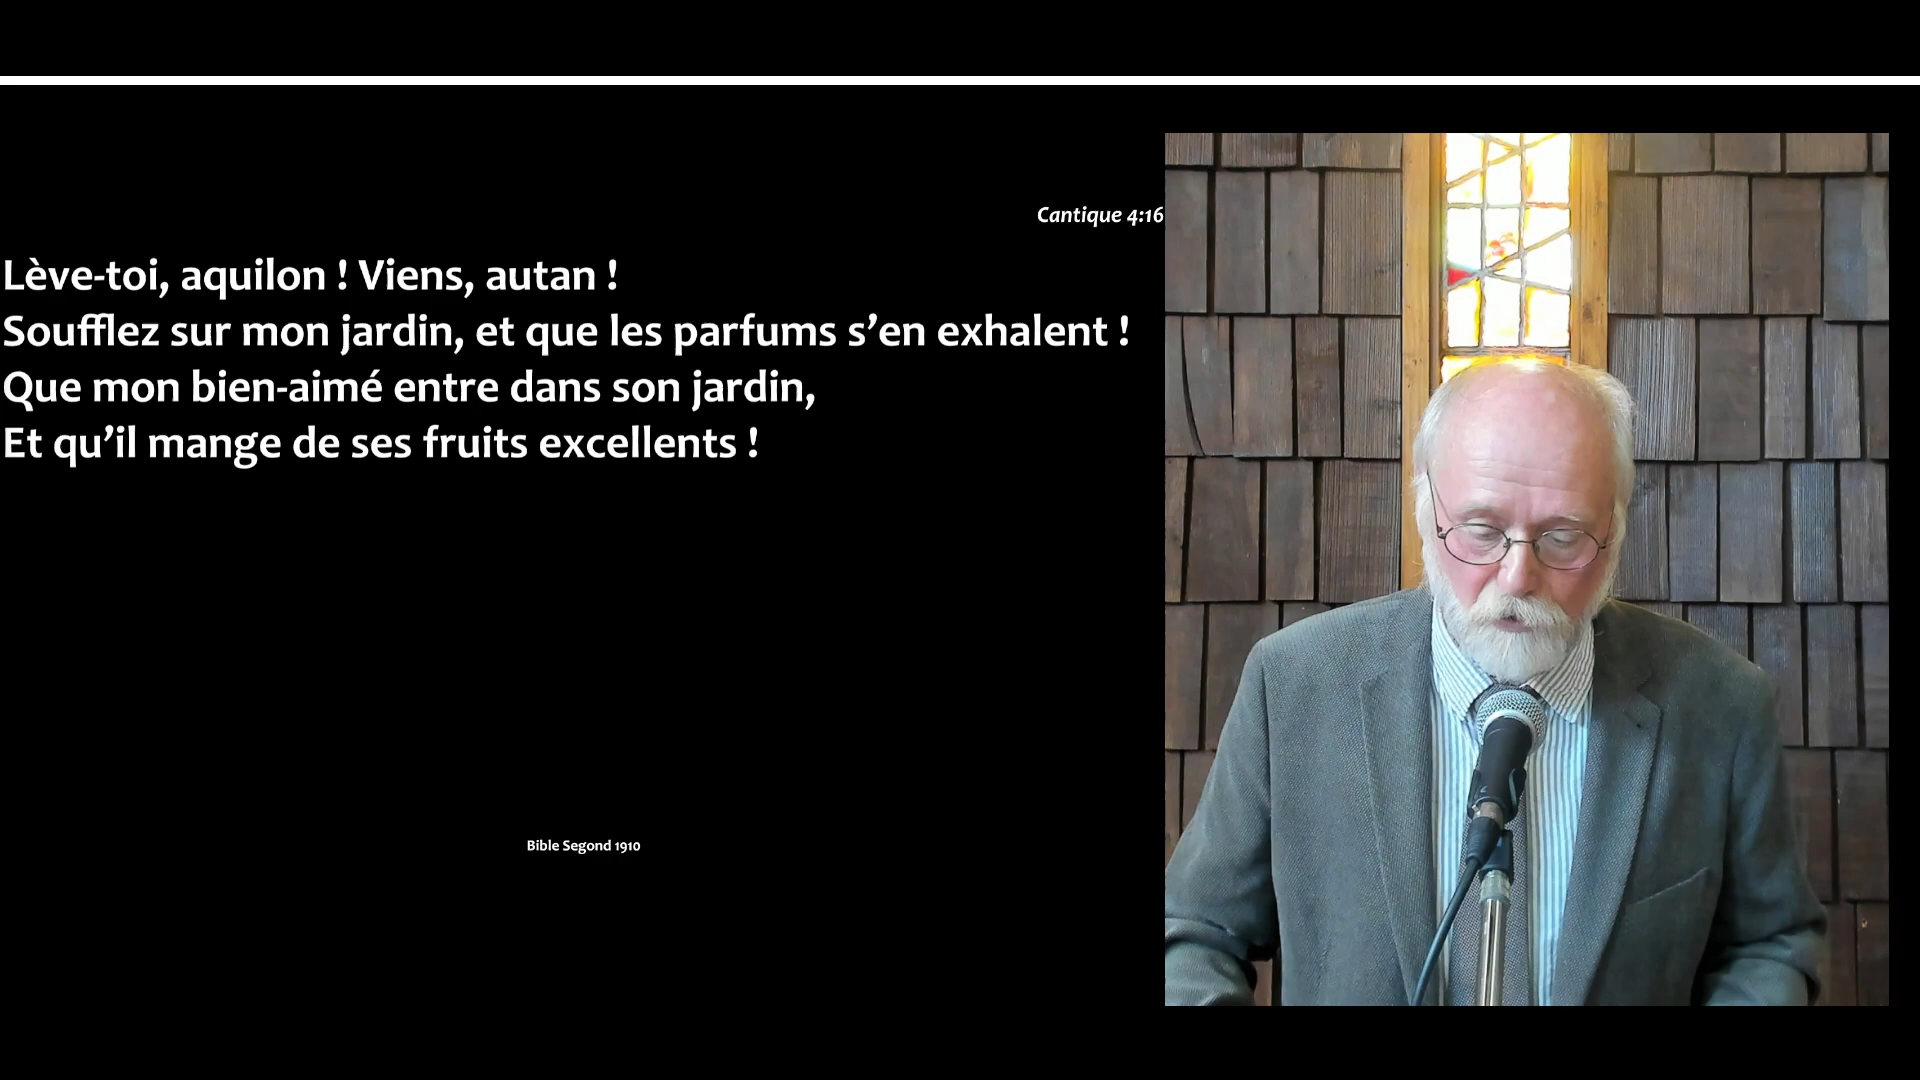 Cantique 4:16
Lève-toi, aquilon ! Viens, autan !
Soufflez sur mon jardin, et que les parfums s’en exhalent !
Que mon bien-aimé entre dans son jardin,
Et qu’il mange de ses fruits excellents !
Bible Segond 1910